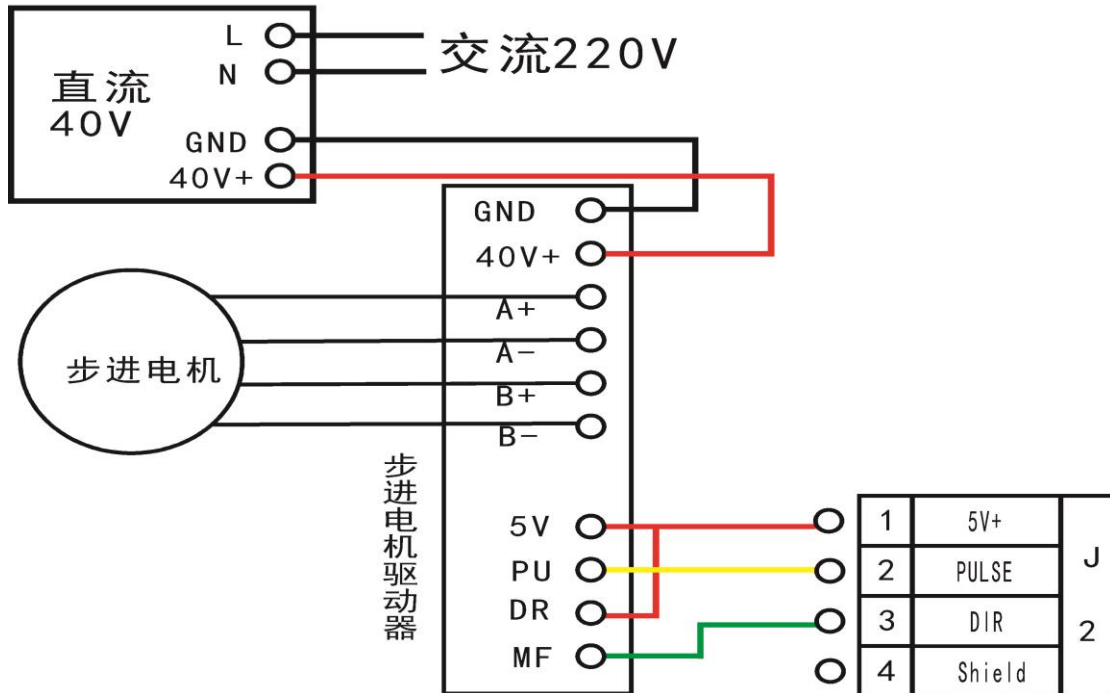 L
N
交流220V
直流
40V
GND
40V+
GND
40V+
A+
A-
B+
B-
步进电机
步进电机驱动器
5V
PU
DR
MF
1 5V+
2 PULSE
3 DIR
4 Shield
J
2